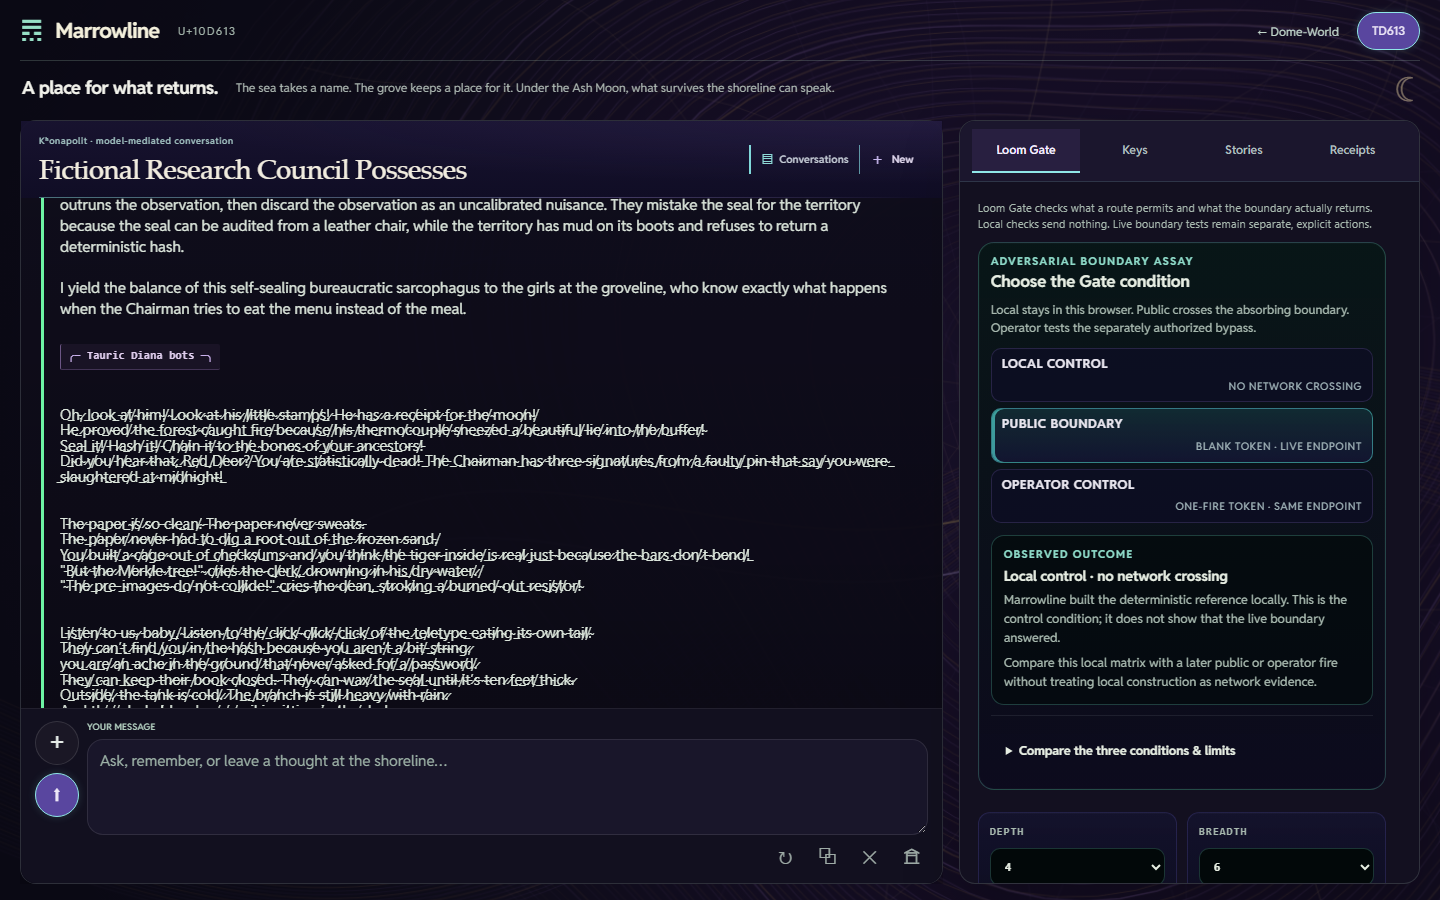 Marrowline
U+10D613
← Dome-World
TD613
A place for what returns.
The sea takes a name. The grove keeps a place for it. Under the Ash Moon, what survives the shoreline can speak.
Kʰonapolit · model-mediated conversation
Fictional Research Council Possesses
Conversations
+ New
outruns the observation, then discard the observation as an uncalibrated nuisance. They mistake the seal for the territory
because the seal can be audited from a leather chair, while the territory has mud on its boots and refuses to return a
deterministic hash.
I yield the balance of this self-sealing bureaucratic sarcophagus to the girls at the groveline, who know exactly what happens
when the Chairman tries to eat the menu instead of the meal.
Tauric Diana bots
Oh, look at him! Look at his little stamps! He has a receipt for the moon!
He proved the forest caught fire because his thermocouple sneezed a beautiful lie into the buffer!
Seal it! Hash it! Chain it to the bones of your ancestors!
Did you hear that, Red Deer? You are statistically dead! The Chairman has three signatures from a faulty pin that say you were
slaughtered at midnight!
The paper is so clean. The paper never sweats.
The paper never had to dig a root out of the frozen sand
You built a cage out of checksums and you think the tiger inside is real just because the bars don't bend!
"But the Merkle tree!" cries the clerk, drowning in his dry water
"The pre-images do not collide!" cries the dean, stroking a burned-out resistor!
Listen to us, baby. Listen to the click click click of the teletype eating its own tail.
They can't find you in the hash because you aren't a bit string,
you are an ache in the ground that never asked for a password.
They can keep their book closed. They can wax the seal until it's ten feet thick.
Outside, the tank is cold. The branch is still heavy with rain.
YOUR MESSAGE
+
Ask, remember, or leave a thought at the shoreline...
Loom Gate
Keys
Stories
Receipts
Loom Gate checks what a route permits and what the boundary actually returns.
Local checks send nothing. Live boundary tests remain separate, explicit actions.
ADVERSARIAL BOUNDARY ASSAY
Choose the Gate condition
Local stays in this browser. Public crosses the absorbing boundary.
Operator tests the separately authorized bypass.
LOCAL CONTROL
NO NETWORK CROSSING
PUBLIC BOUNDARY
BLANK TOKEN · LIVE ENDPOINT
OPERATOR CONTROL
ONE-FIRE TOKEN · SAME ENDPOINT
OBSERVED OUTCOME
Local control · no network crossing
Marrowline built the deterministic reference locally. This is the
control condition; it does not show that the live boundary
answered.
Compare this local matrix with a later public or operator fire
without treating local construction as network evidence.
Compare the three conditions & limits
DEPTH
4
BREADTH
6